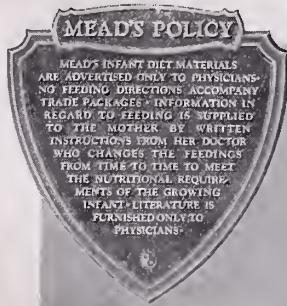 MEAD'S POLICY
MEAD'S INFANT DIET MATERIALS
ARE ADVERTISED ONLY TO PHYSICIANS-
NO FEEDING DIRECTIONS ACCOMPANY
TRADE PACKAGES - INFORMATION IN
REGARD TO FEEDING IS SUPPLIED
TO THE MOTHER BY WRITTEN
INSTRUCTIONS FROM HER DOCTOR
WHO CHANGES THE FEEDINGS
FROM TIME TO TIME TO MEET
THE NUTRITIONAL REQUIRE-
MENTS OF THE GROWING
INFANT- LITERATURE IS
FURNISHED ONLY TO
PHYSICIANS-